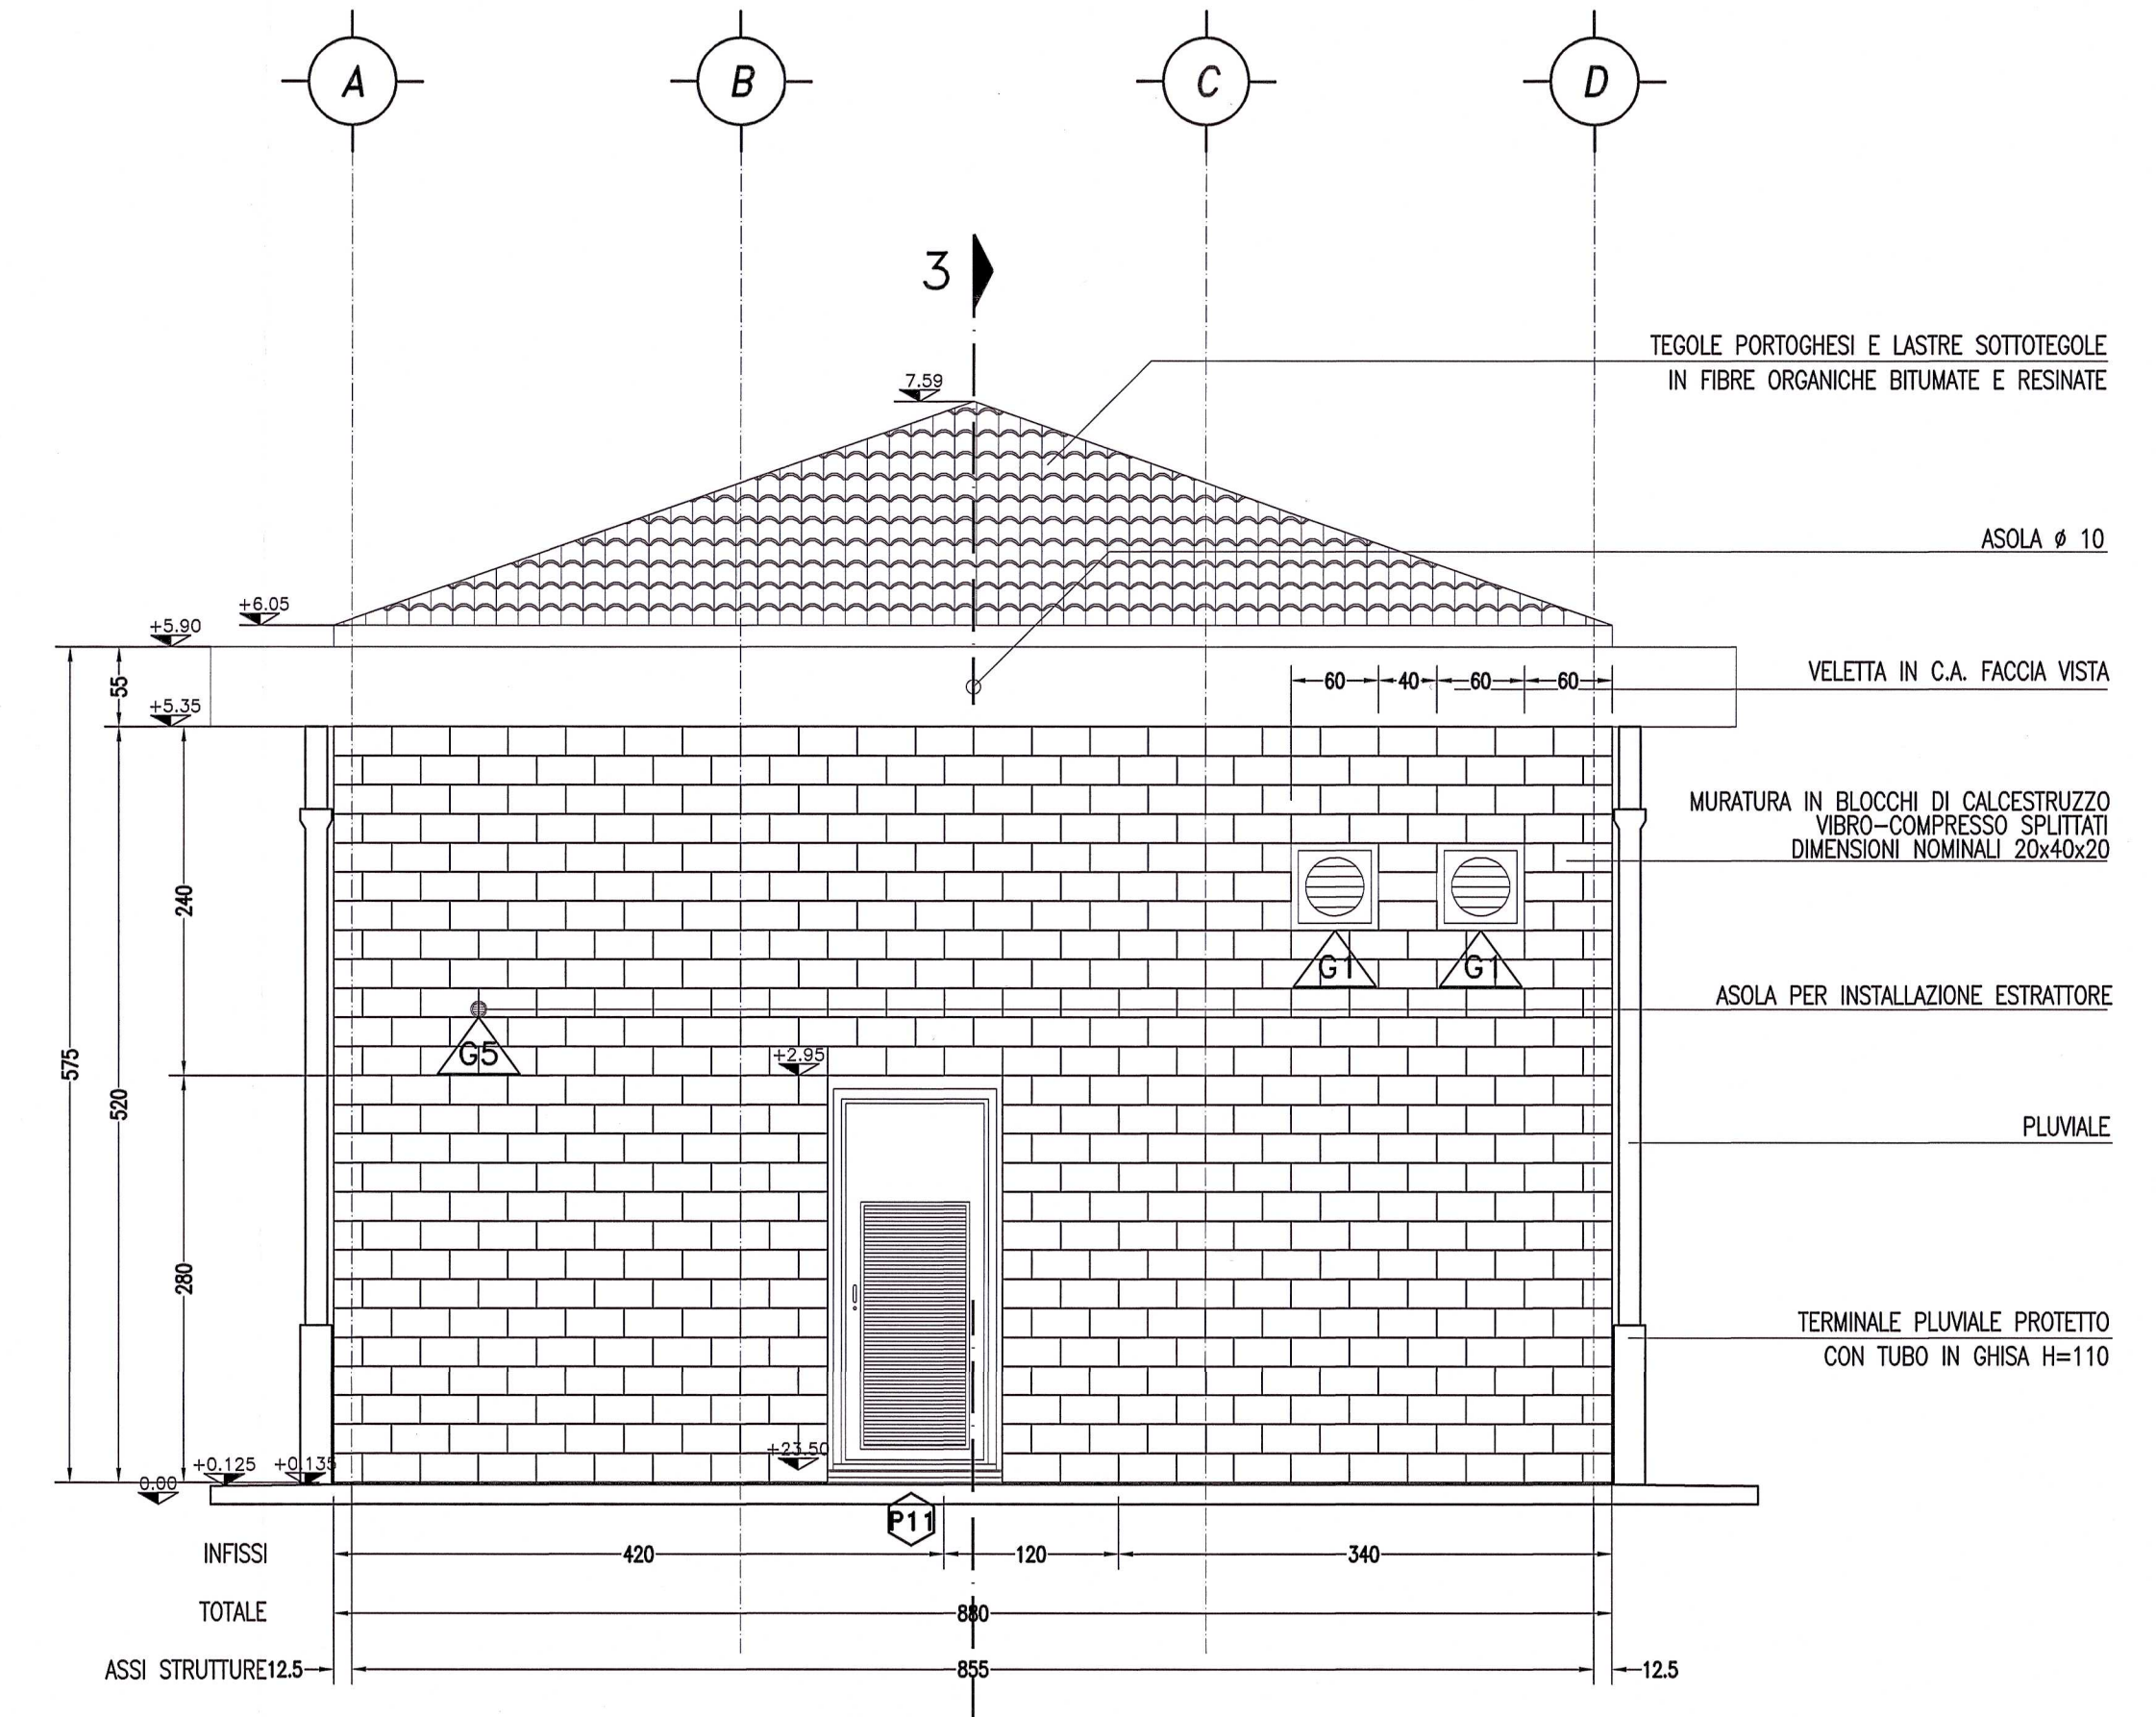 A B C D
3
TEGOLE PORTOGHESI E LASTRE SOTTOTEGOLE
IN FIBRE ORGANICHE BITUMATE E RESINATE
7.59
ASOLA ø 10
+6.05
+5.90
55
VELETTA IN C.A. FACCIA VISTA
60 40 60 60
+5.35
MURATURA IN BLOCCHI DI CALCESTRUZZO
VIBRO-COMPRESSO SPLITTATI
DIMENSIONI NOMINALI 20x40x20
240
G1 G1
ASOLA PER INSTALLAZIONE ESTRATTORE
G5
+2.95
575
520
PLUVIALE
280
TERMINALE PLUVIALE PROTETTO
CON TUBO IN GHISA H=110
+23.50
+0.125 +0.135
0.00
P11
INFISSI 420 120 340
TOTALE 880
ASSI STRUTTURE 12.5 855 12.5